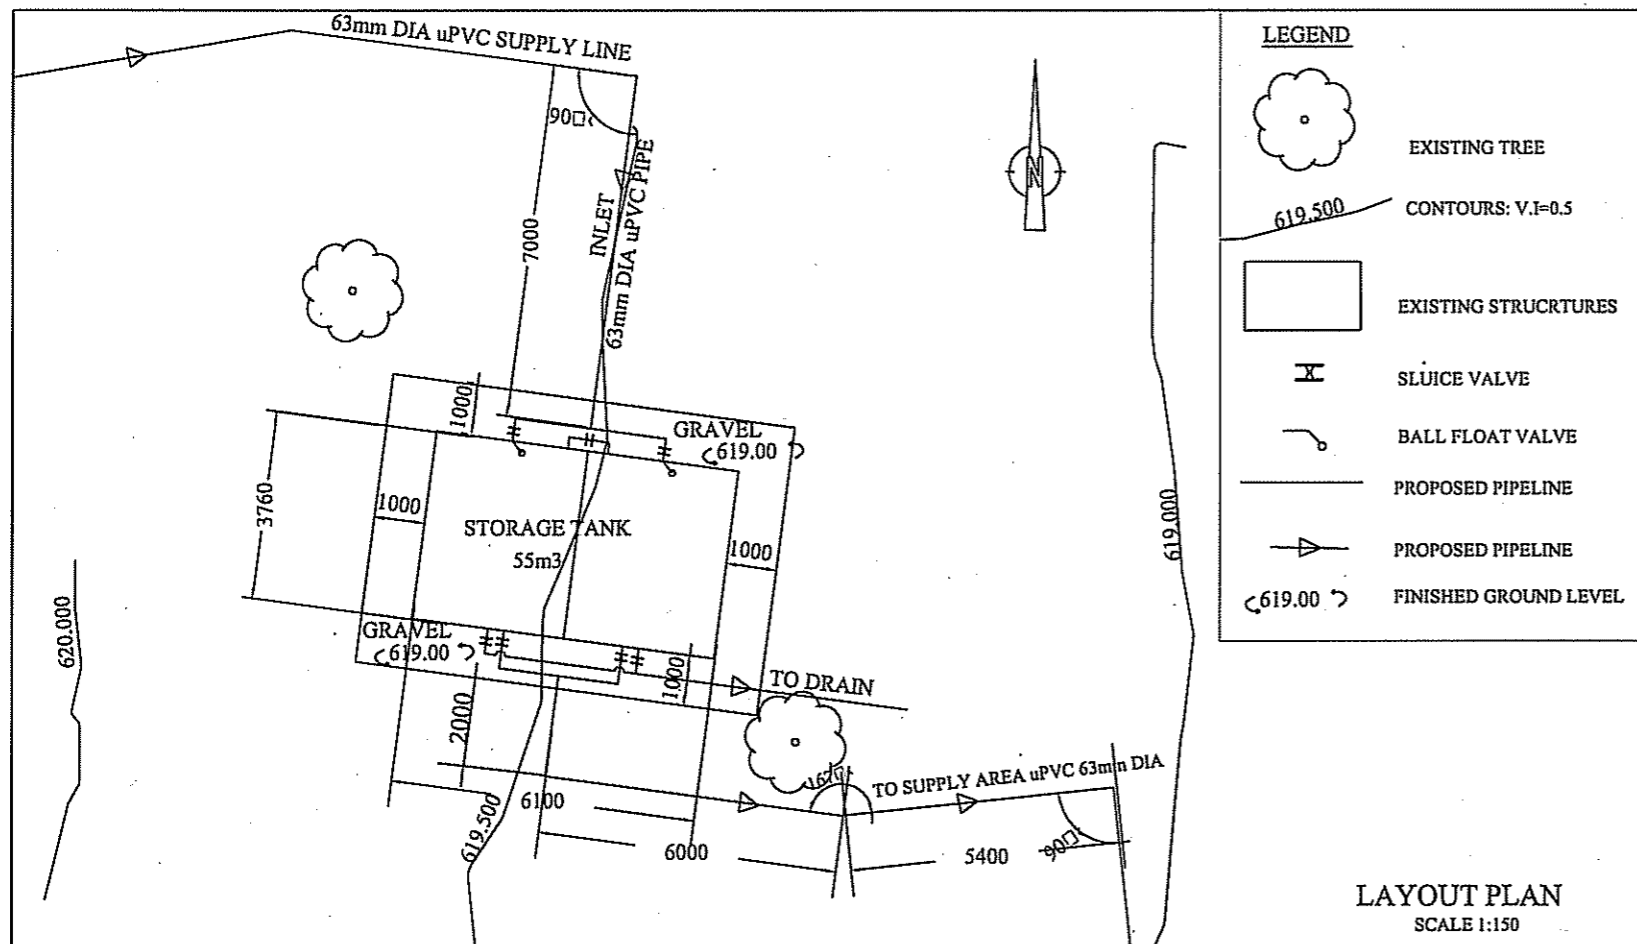 63mm DIA uPVC SUPPLY LINE
90□
7000
INLET
63mm DIA uPVC PIPE
N
1000
GRAVEL
619.00
3760
1000
STORAGE TANK
55m3
1000
619.000
620.000
GRAVEL
619.00
1000
TO DRAIN
2000
TO SUPPLY AREA uPVC 63min DIA
6100
619.500
6000
5400
90□
LEGEND
EXISTING TREE
619.500
CONTOURS: V.I=0.5
EXISTING STRUCRTURES
X
SLUICE VALVE
BALL FLOAT VALVE
PROPOSED PIPELINE
PROPOSED PIPELINE
619.00
FINISHED GROUND LEVEL
LAYOUT PLAN
SCALE 1:150